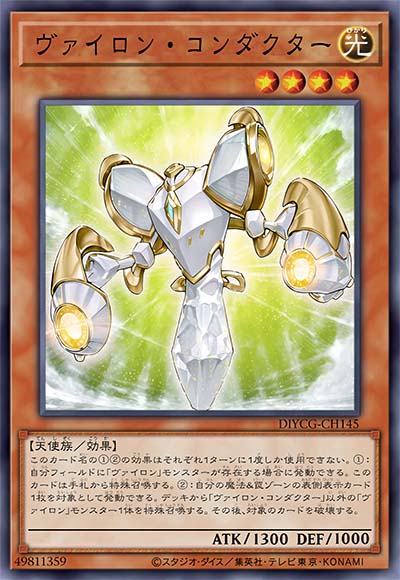 ヴァイロン・コンダクター
光
DIYCG-CH145
【天使族／効果】
このカード名の①②の効果はそれぞれ1ターンに1度しか使用できない。①：
自分フィールドに「ヴァイロン」モンスターが存在する場合に発動できる。この
カードは手札から特殊召喚する。②：自分の魔法&罠ゾーンの表側表示カード
1枚を対象として発動できる。デッキから「ヴァイロン・コンダクター」以外の「ヴ
ァイロン」モンスター1体を特殊召喚する。その後、対象のカードを破壊する。
ATK/1300 DEF/1000
49811359
©スタジオ・ダイス／集英社・テレビ東京・KONAMI